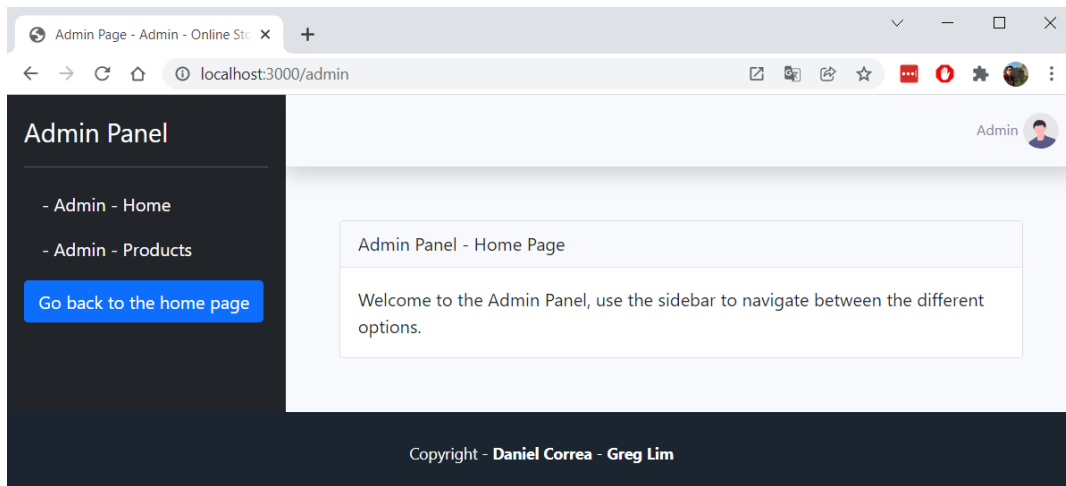 Admin Page - Admin - Online Sto
localhost:3000/admin
Admin Panel
Admin
- Admin - Home
- Admin - Products
Go back to the home page
Admin Panel - Home Page
Welcome to the Admin Panel, use the sidebar to navigate between the different
options.
Copyright - Daniel Correa - Greg Lim